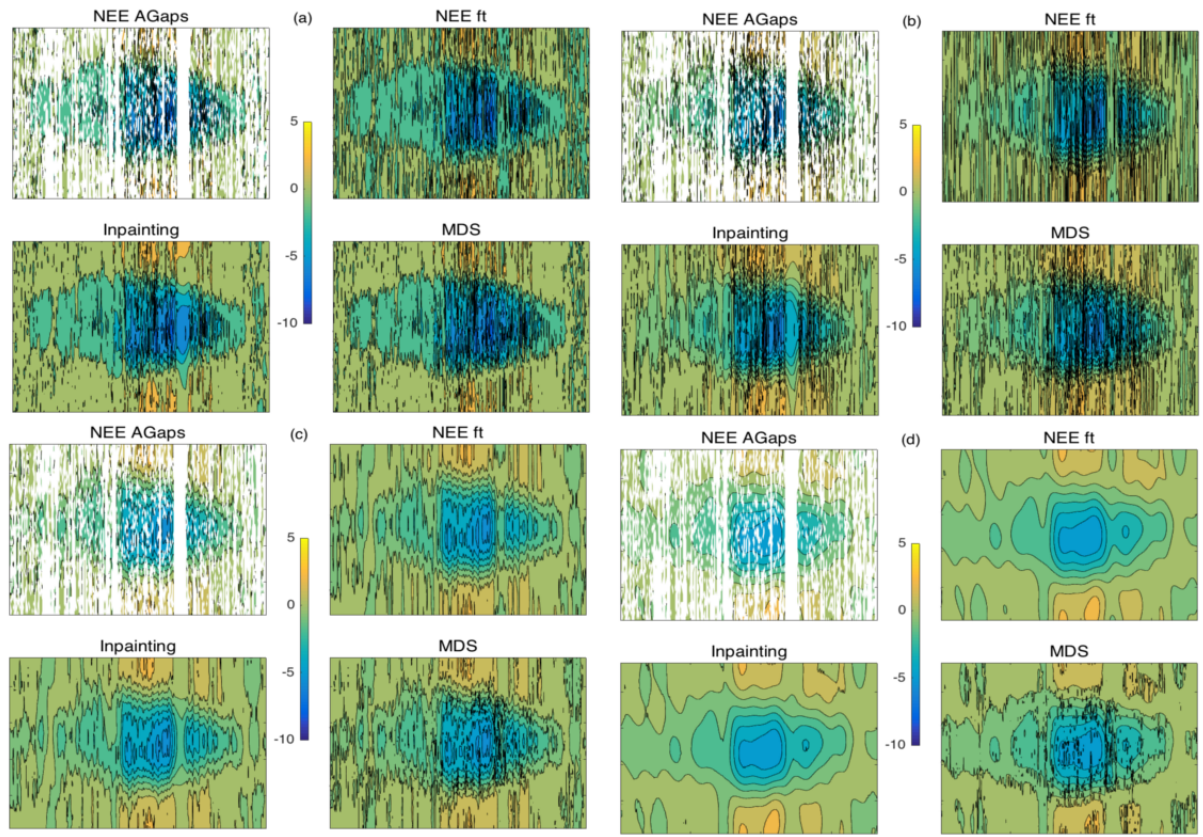 NEE AGaps (a) NEE ft
5
0
-5
-10
Inpainting MDS
NEE AGaps (b) NEE ft
5
0
-5
-10
Inpainting MDS
NEE AGaps (c) NEE ft
5
0
-5
-10
Inpainting MDS
NEE AGaps (d) NEE ft
5
0
-5
-10
Inpainting MDS